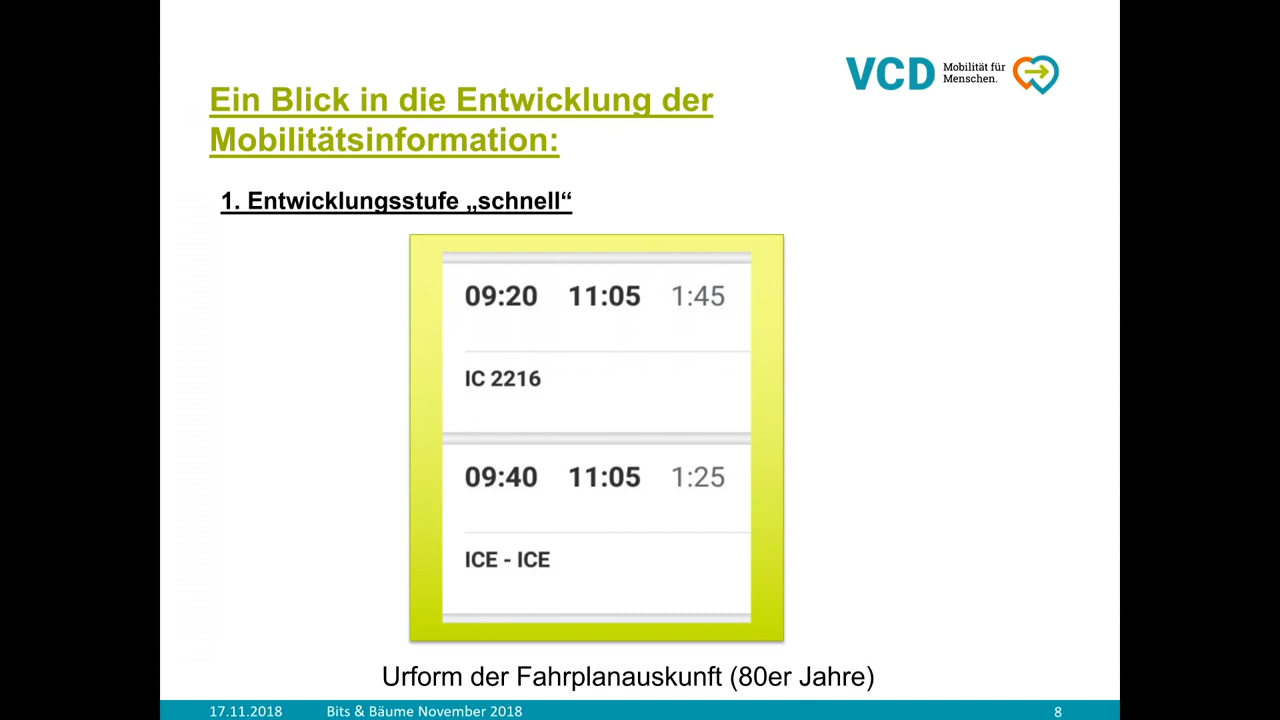 VCD Mobilität für
Menschen.
Ein Blick in die Entwicklung der
Mobilitätsinformation:
1. Entwicklungsstufe „schnell“
09:20 11:05 1:45
IC 2216
09:40 11:05 1:25
ICE - ICE
Urform der Fahrplanauskunft (80er Jahre)
17.11.2018 Bits & Bäume November 2018 8